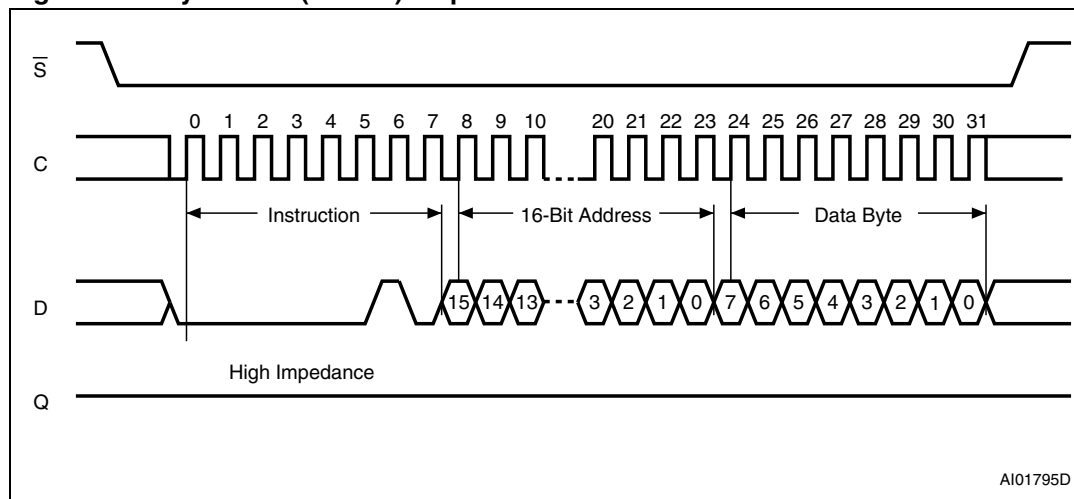 S
0 1 2 3 4 5 6 7 8 9 10 20 21 22 23 24 25 26 27 28 29 30 31
C
Instruction 16-Bit Address Data Byte
D 15 14 13 3 2 1 0 7 6 5 4 3 2 1 0
High Impedance
Q
AI01795D